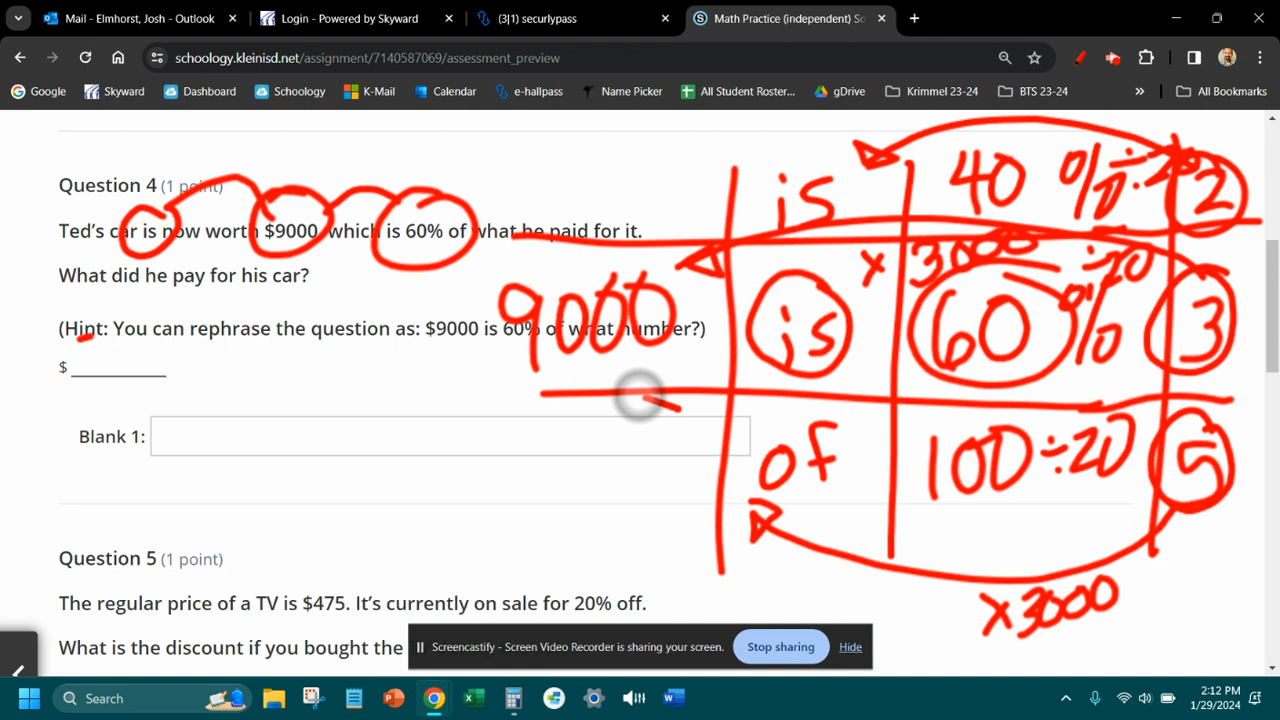 Mail - Elmhorst, Josh - Outlook
Login - Powered by Skyward
(3|1) securlypass
Math Practice (independent) So
schoology.kleinisd.net/assignment/7140587069/assessment_preview
Google
Skyward
Dashboard
Schoology
K-Mail
Calendar
e-hallpass
Name Picker
All Student Roster...
gDrive
Krimmel 23-24
BTS 23-24
»
All Bookmarks
Question 4 (1 point)
Ted's car is now worth $9000, which is 60% of what he paid for it.
What did he pay for his car?
(Hint: You can rephrase the question as: $9000 is 60% of what number?)
$
Blank 1:
is 40 % ÷20 2
x 3000 ÷20
9000 is 60 % 3
of 100 ÷20 5
x3000
Question 5 (1 point)
The regular price of a TV is $475. It's currently on sale for 20% off.
What is the discount if you bought the
Screencastify - Screen Video Recorder is sharing your screen.
Stop sharing
Hide
Search
2:12 PM
1/29/2024